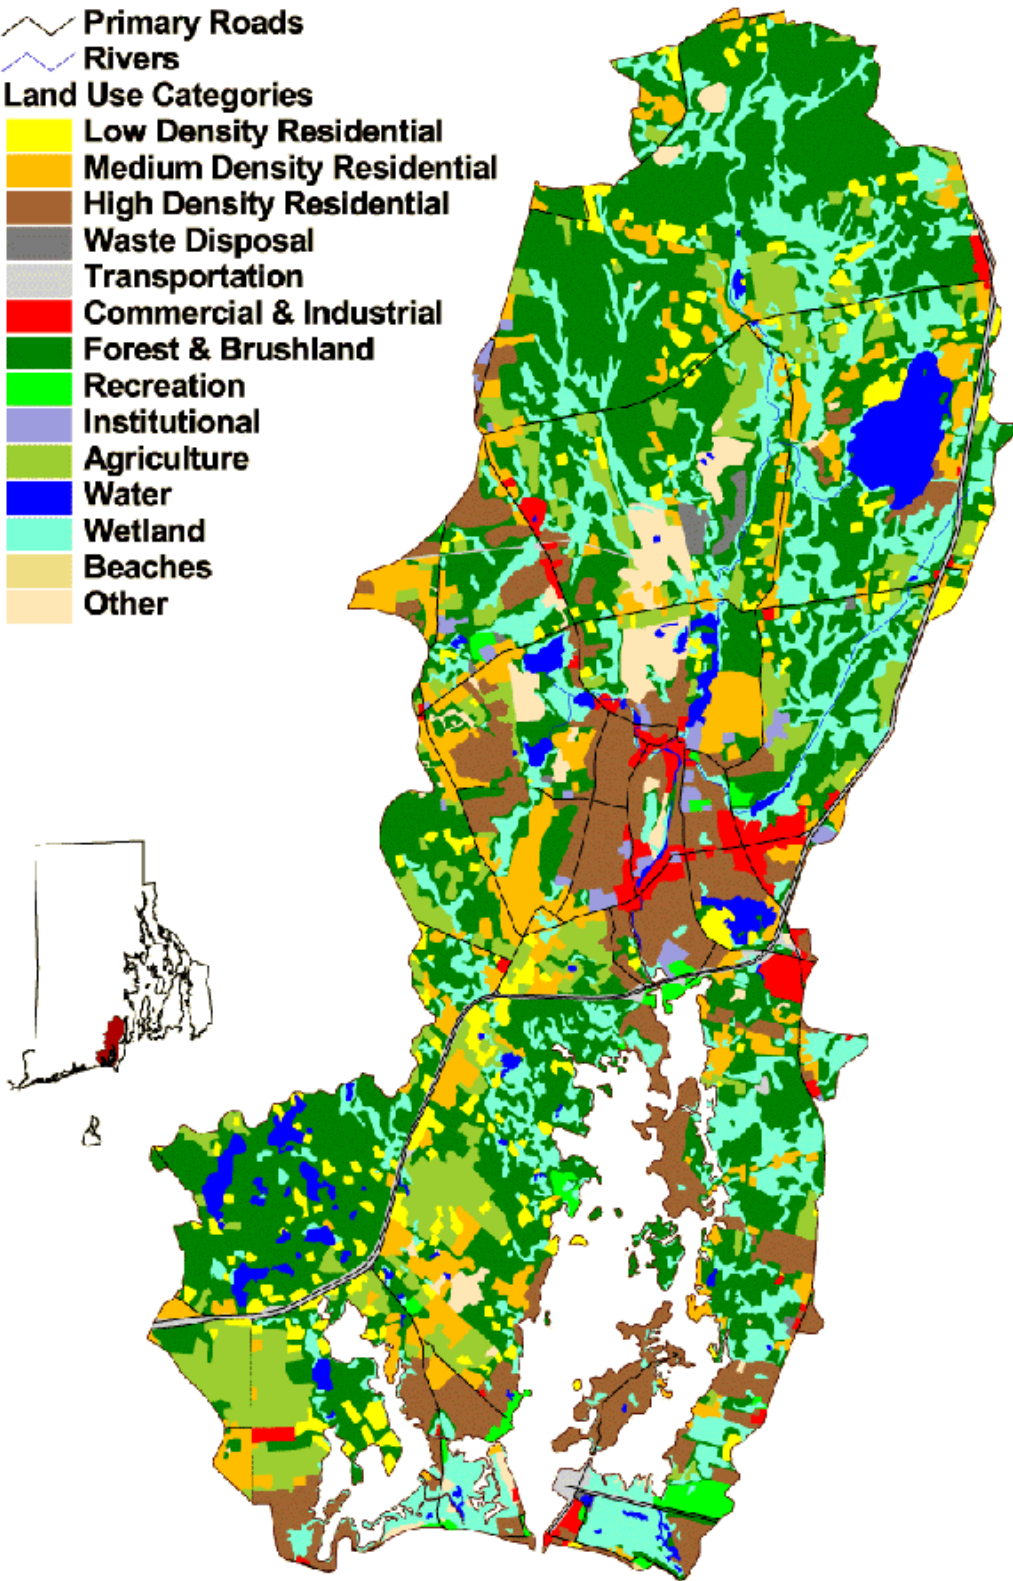 Primary Roads
Rivers
Land Use Categories
Low Density Residential
Medium Density Residential
High Density Residential
Waste Disposal
Transportation
Commercial & Industrial
Forest & Brushland
Recreation
Institutional
Agriculture
Water
Wetland
Beaches
Other